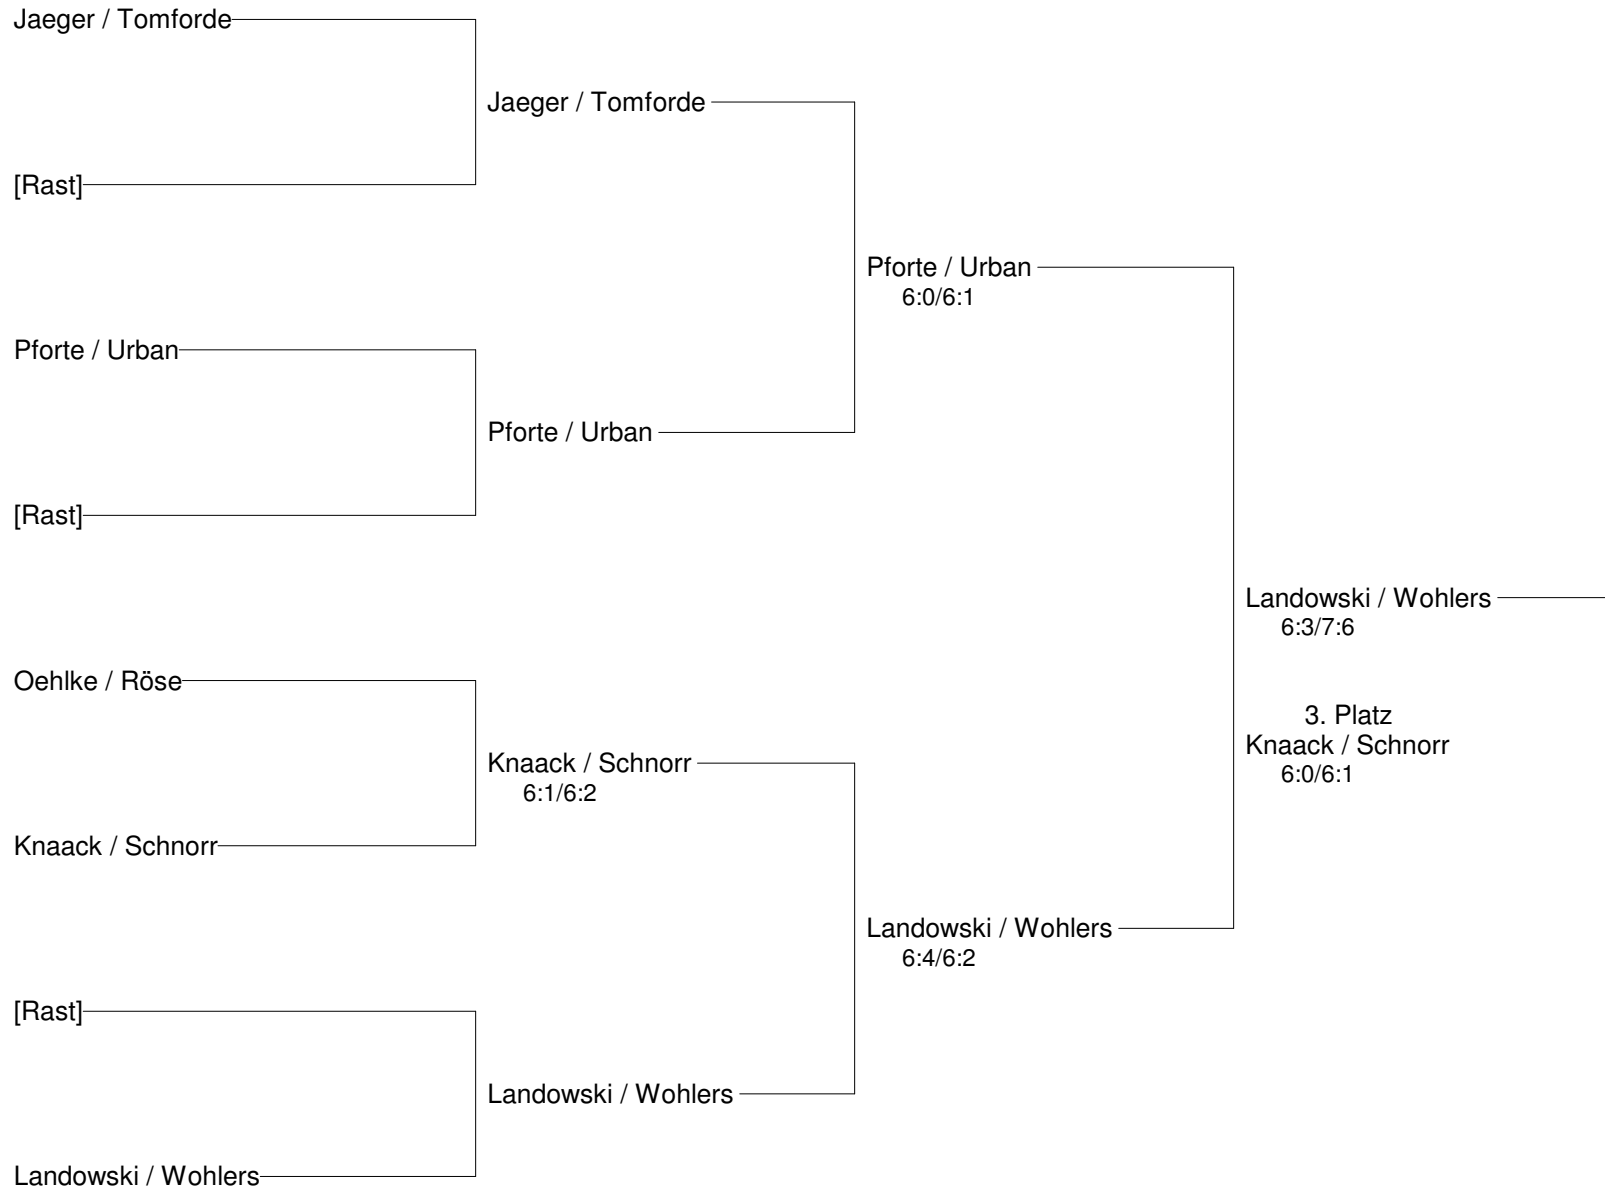 Jaeger / Tomforde
Jaeger / Tomforde
[Rast]
Pforte / Urban
6:0/6:1
Pforte / Urban
Pforte / Urban
[Rast]
Landowski / Wohlers
6:3/7:6
Oehlke / Röse
3. Platz
Knaack / Schnorr
6:0/6:1
Knaack / Schnorr
6:1/6:2
Knaack / Schnorr
Landowski / Wohlers
6:4/6:2
[Rast]
Landowski / Wohlers
Landowski / Wohlers